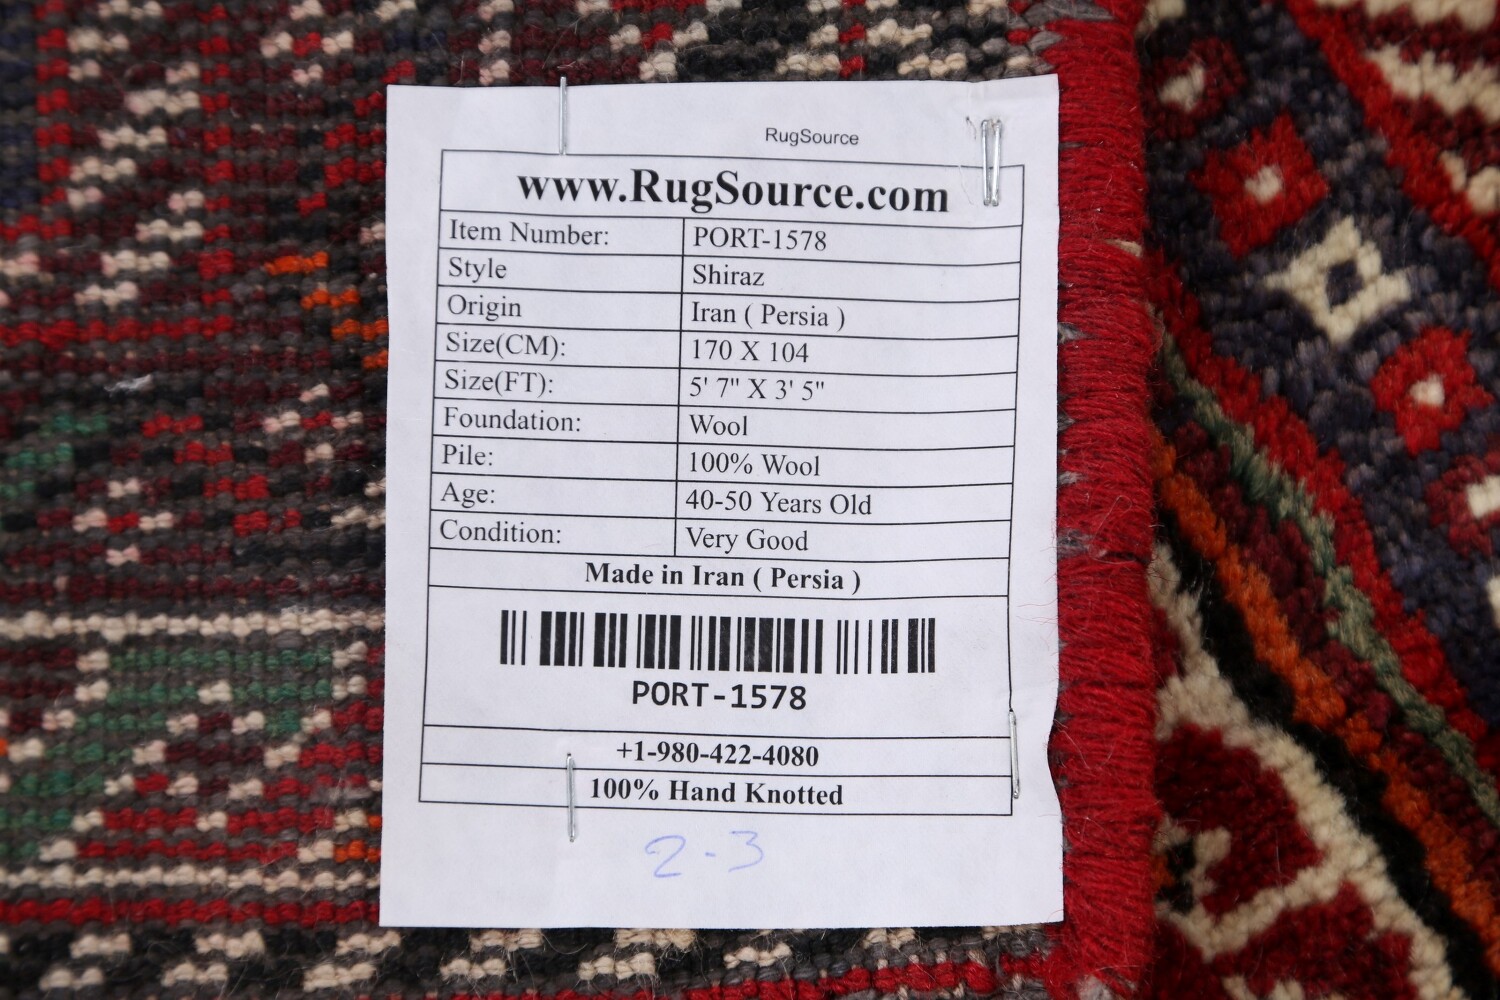 RugSource
www.RugSource.com
Item Number: PORT-1578
Style Shiraz
Origin Iran ( Persia )
Size(CM): 170 X 104
Size(FT): 5' 7" X 3' 5"
Foundation: Wool
Pile: 100% Wool
Age: 40-50 Years Old
Condition: Very Good
Made in Iran ( Persia )
PORT-1578
+1-980-422-4080
100% Hand Knotted
2-3